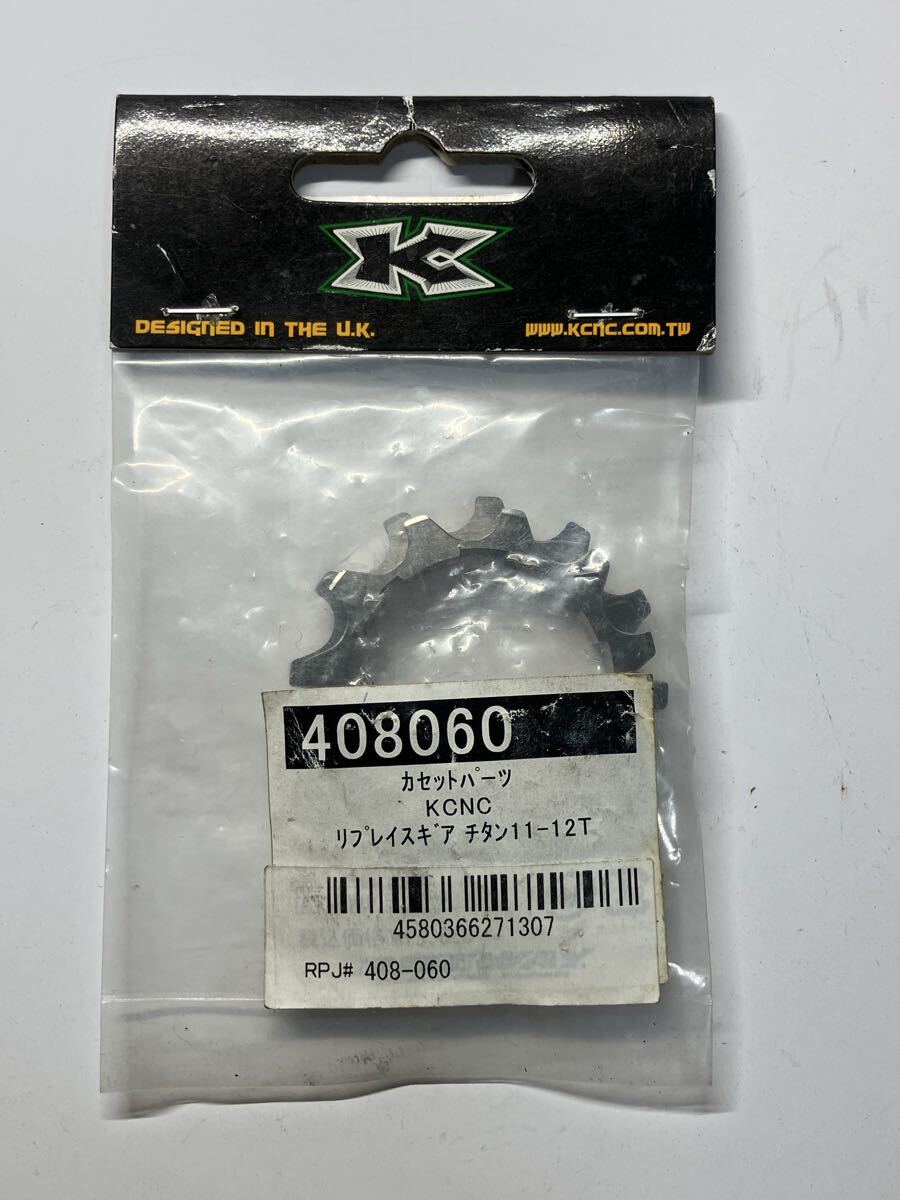 KC
DESIGNED IN THE U.K.
WWW.KCNC.COM.TW
408060
ｶｾｯﾄﾊﾟｰﾂ
KCNC
ﾘﾌﾟﾚｲｽｷﾞｱ ﾁﾀﾝ11-12T
4580366271307
RPJ# 408-060